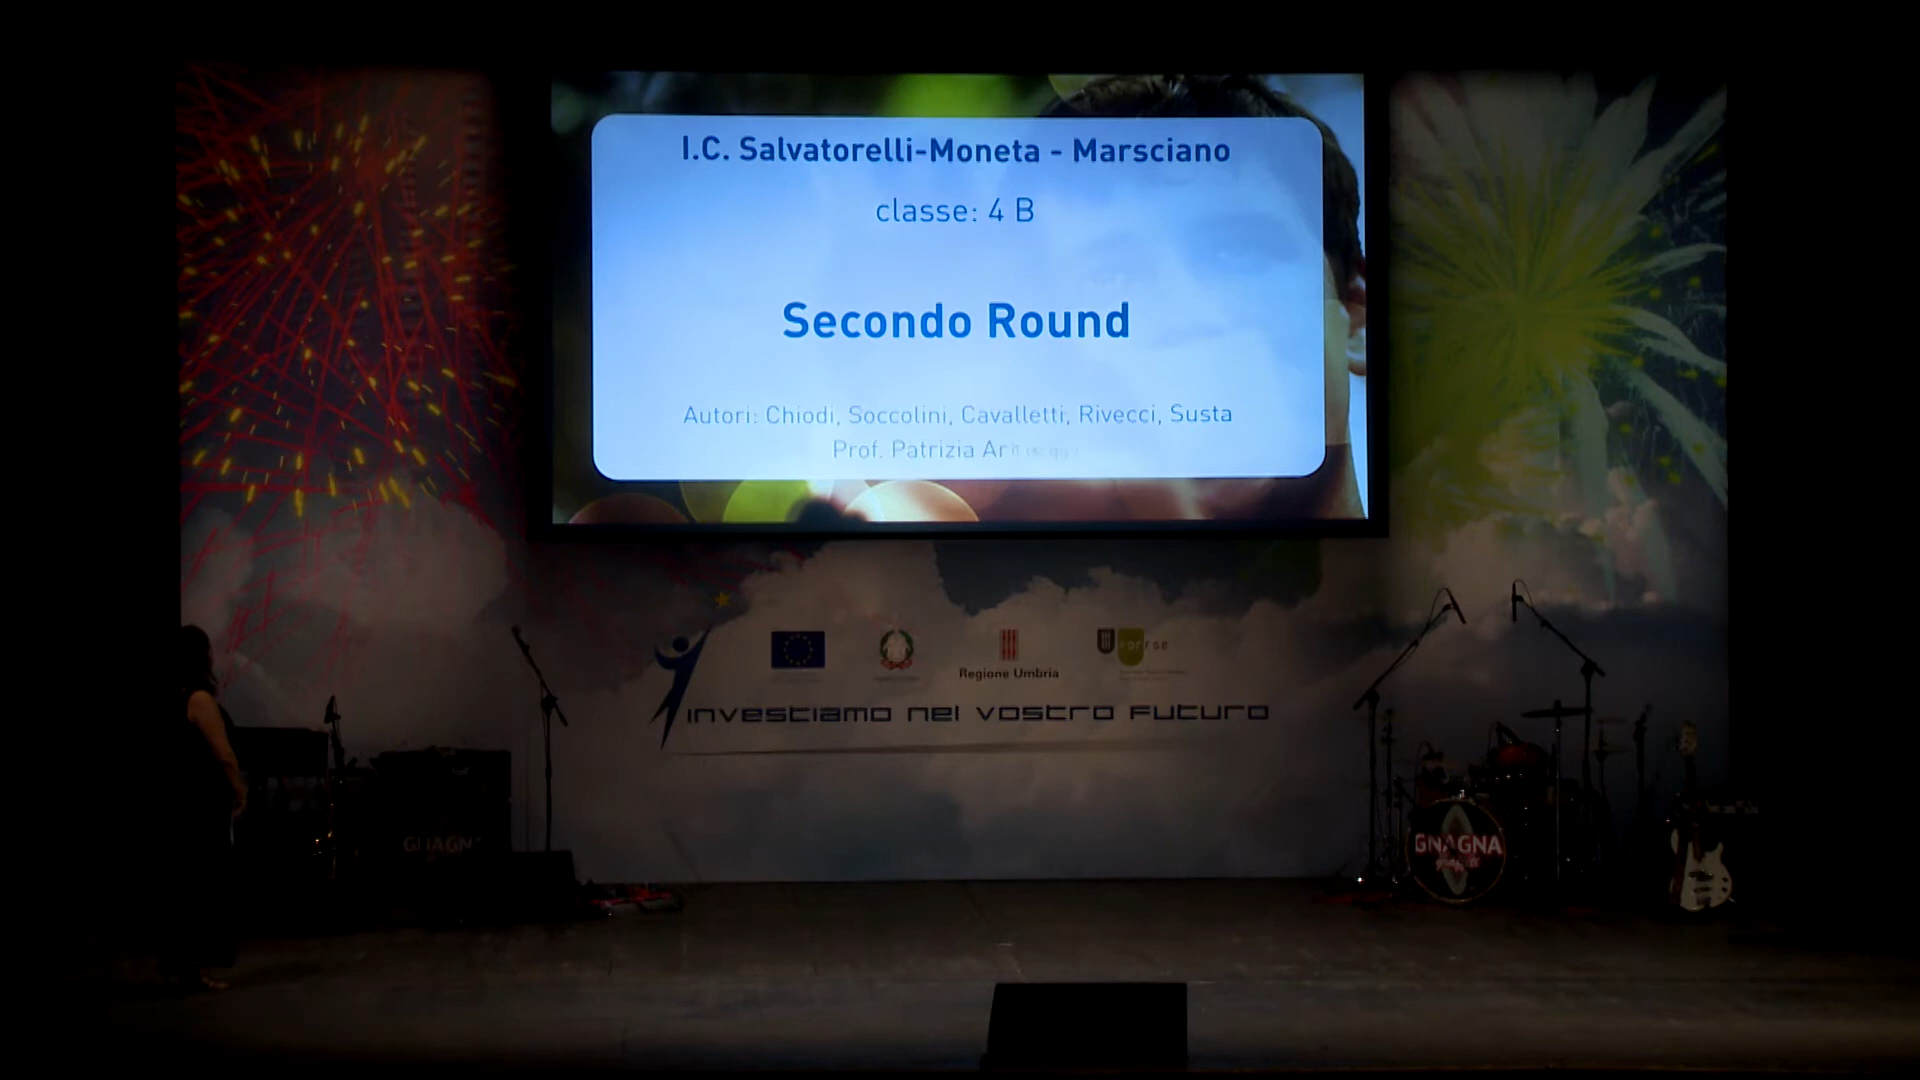 I.C. Salvatorelli-Moneta - Marsciano
classe: 4 B
Secondo Round
Autori: Chiodi, Soccolini, Cavalletti, Rivecci, Susta
Prof. Patrizia
Regione Umbria
investiamo nel vostro futuro
GNAGNA
GNAGNA